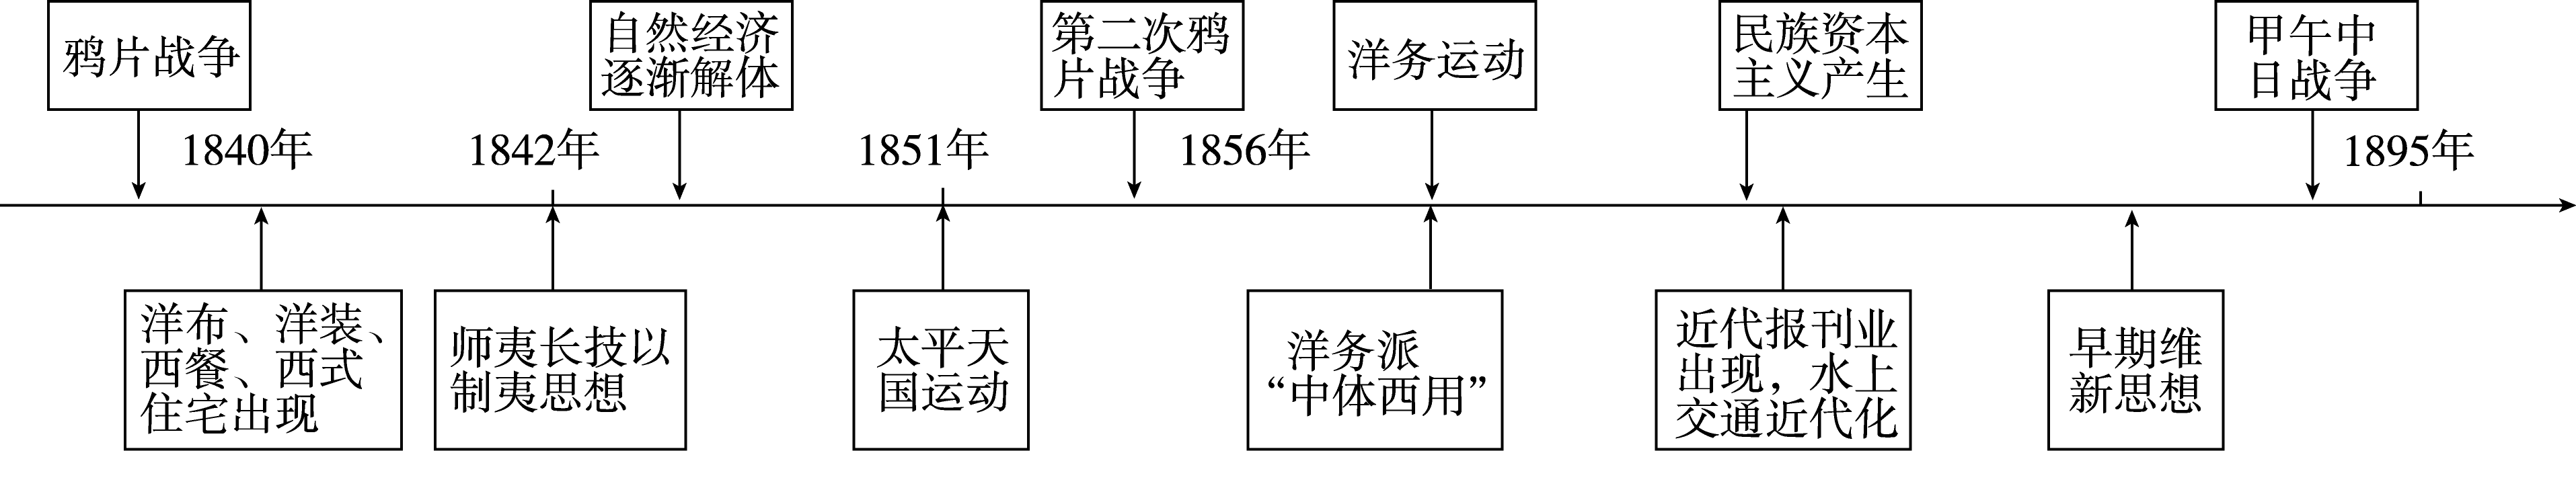 鸦片战争
自然经济
逐渐解体
第二次鸦
片战争
洋务运动
民族资本
主义产生
甲午中
日战争
1840年
1842年
1851年
1856年
1895年
洋布、洋装、
西餐、西式
住宅出现
师夷长技以
制夷思想
太平天
国运动
洋务派
“中体西用”
近代报刊业
出现，水上
交通近代化
早期维
新思想